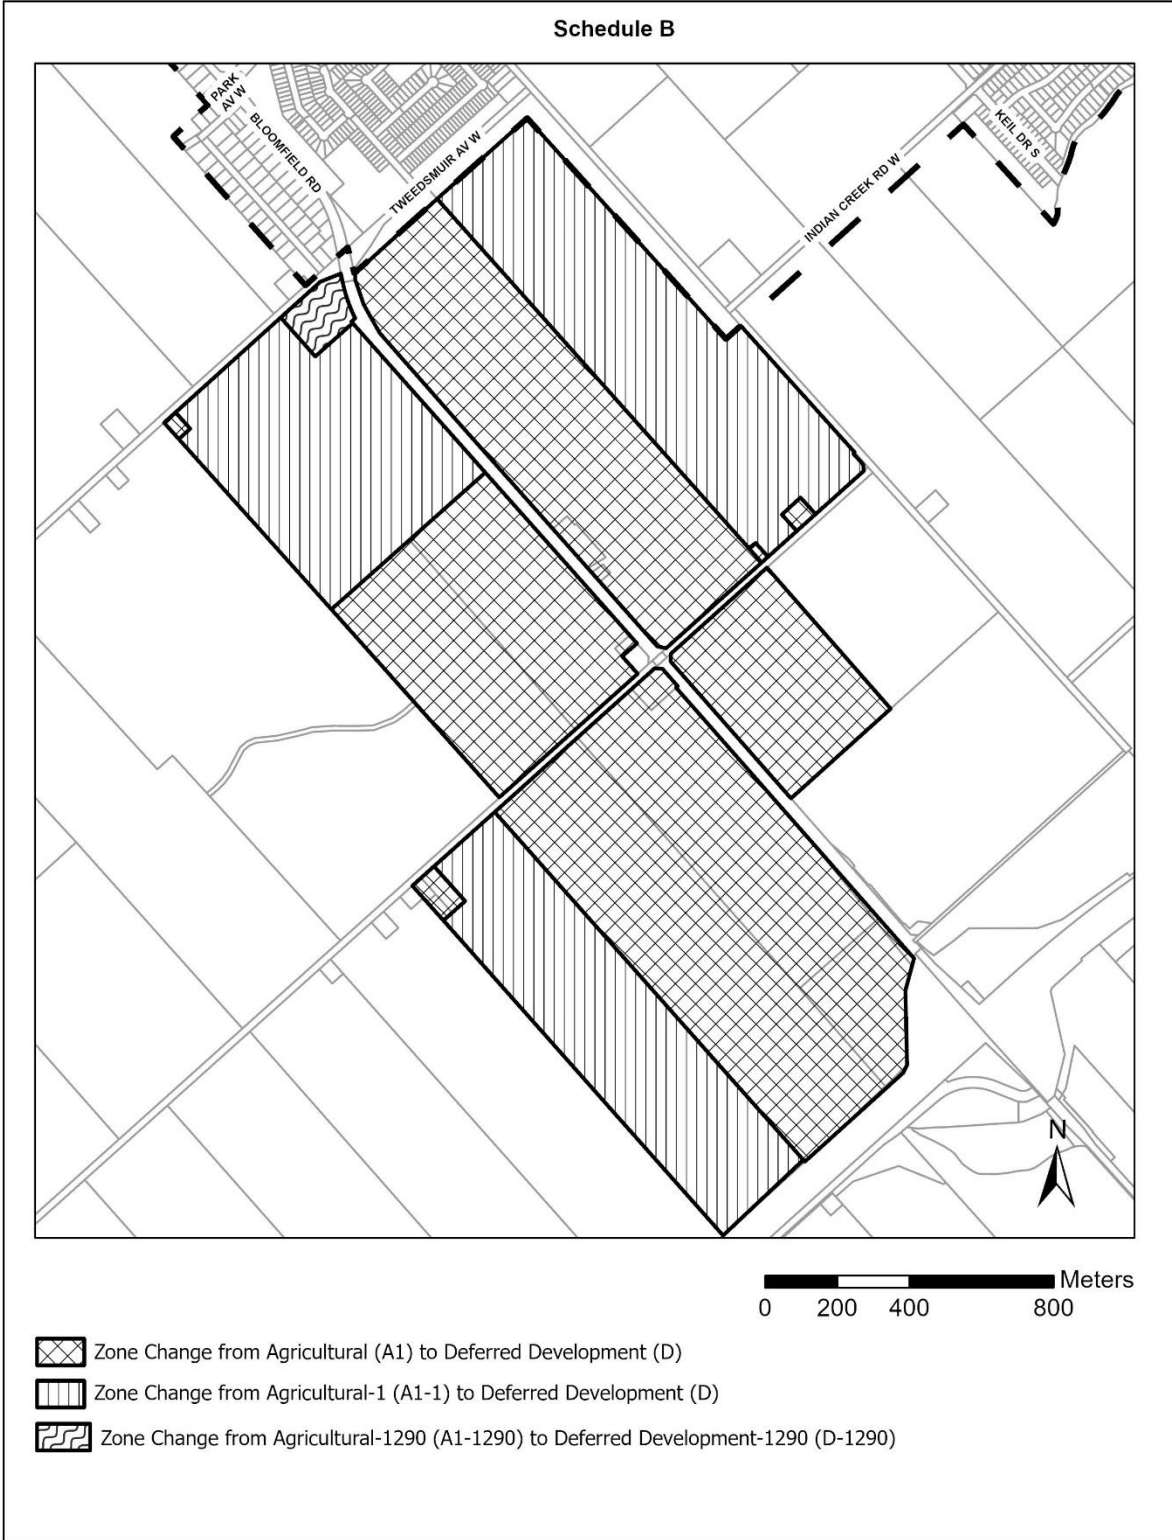 Schedule B
PARK
AV W
BLOOMFIELD RD
TWEEDSMUIR AV W
KEIL DR S
INDIAN CREEK RD W
N
Meters
0 200 400 800
Zone Change from Agricultural (A1) to Deferred Development (D)
Zone Change from Agricultural-1 (A1-1) to Deferred Development (D)
Zone Change from Agricultural-1290 (A1-1290) to Deferred Development-1290 (D-1290)